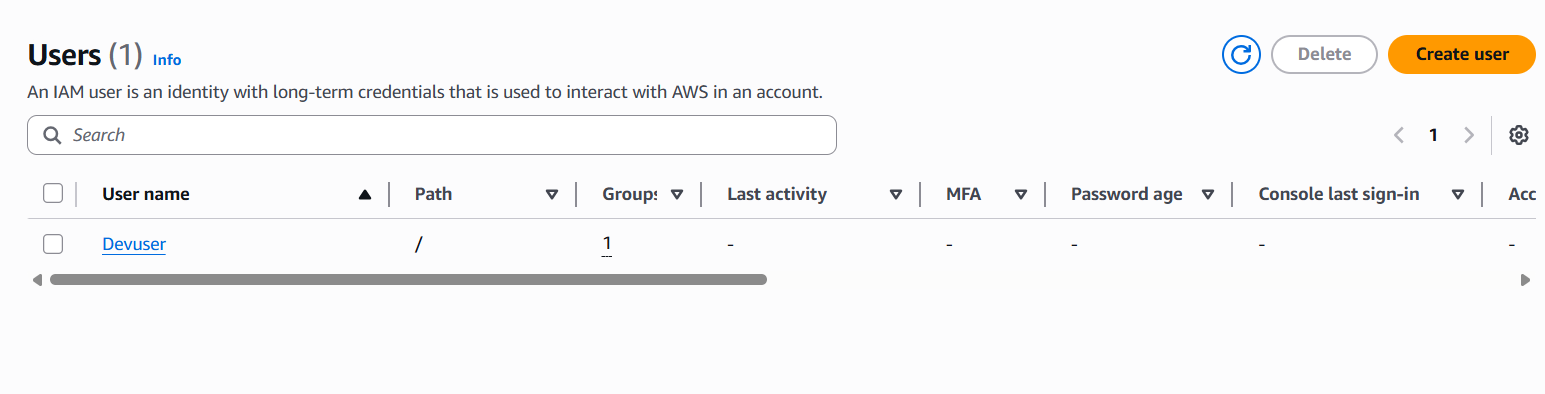 Users (1) Info
Delete
Create user
An IAM user is an identity with long-term credentials that is used to interact with AWS in an account.
Search
1
User name Path Groups Last activity MFA Password age Console last sign-in Acc
Devuser / 1 - - - - -